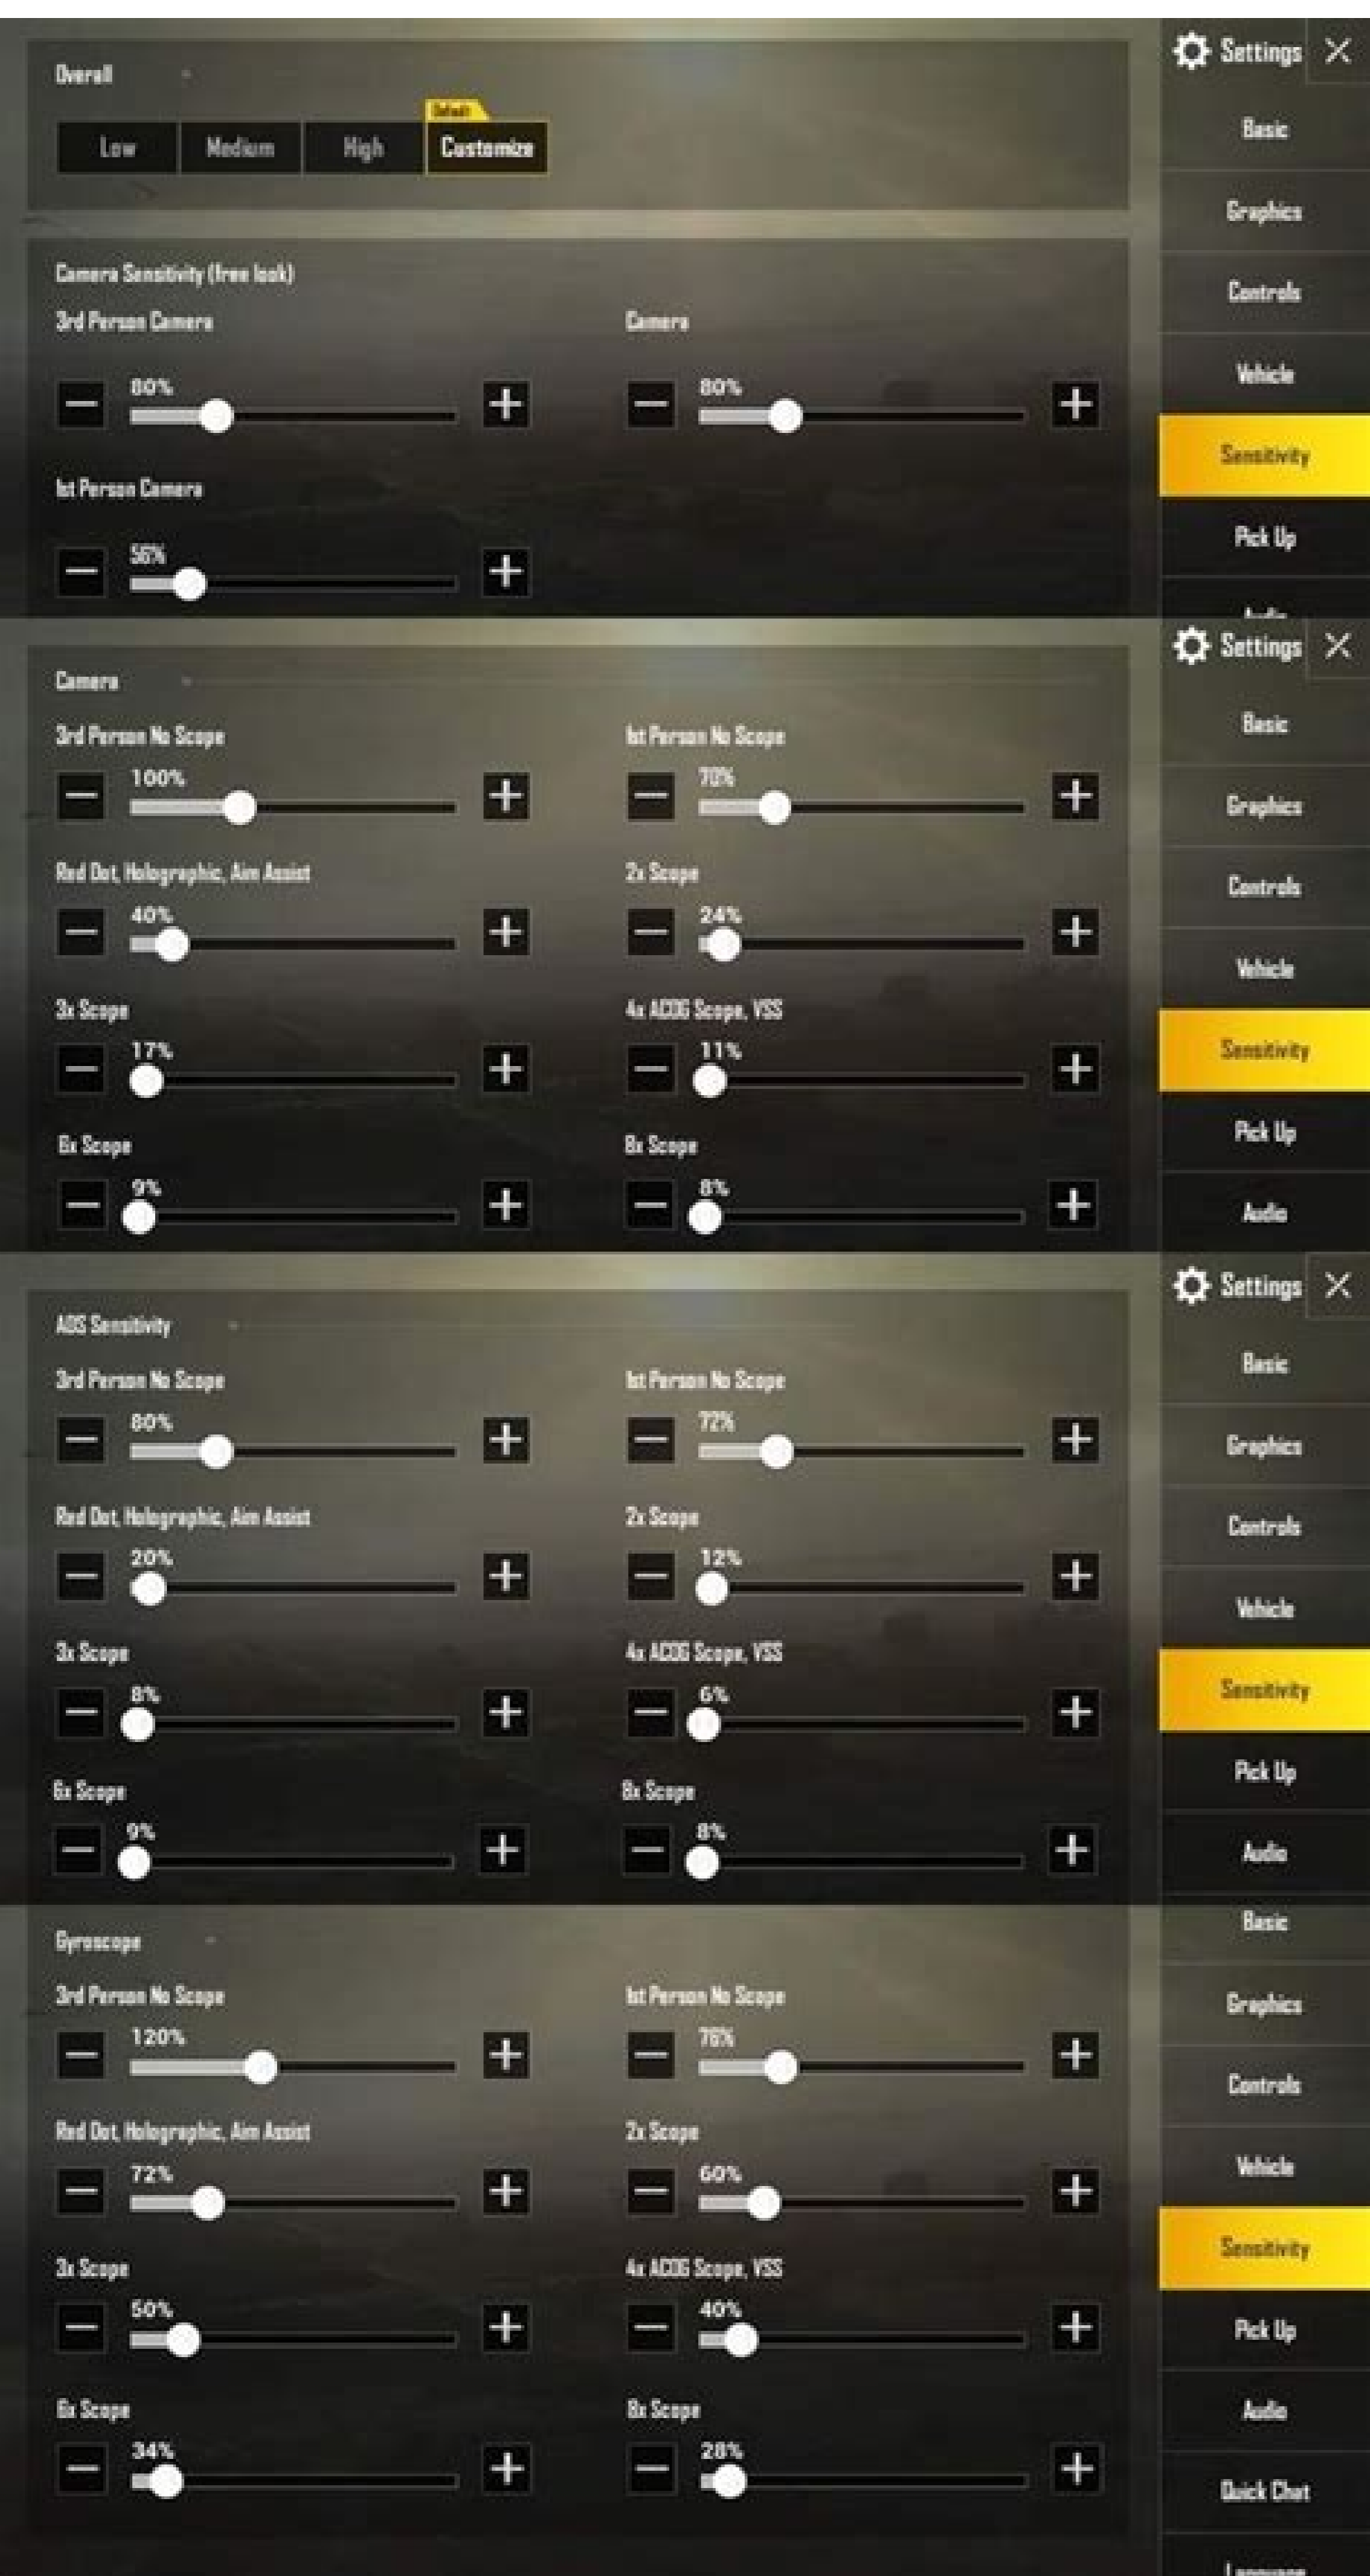 Overall
Settings
Default
Low
Medium
High
Customize
Basic
Graphics
Camera Sensitivity (free look)
3rd Person Camera
Camera
Controls
80%
80%
Vehicle
Sensitivity
1st Person Camera
56%
Pick Up
Audio
Settings
Camera
3rd Person No Scope
1st Person No Scope
Basic
100%
70%
Graphics
Red Dot, Holographic, Aim Assist
2x Scope
Controls
40%
24%
Vehicle
3x Scope
4x ACOG Scope, VSS
17%
11%
Sensitivity
6x Scope
8x Scope
Pick Up
9%
8%
Audio
Settings
ADS Sensitivity
3rd Person No Scope
1st Person No Scope
Basic
80%
72%
Graphics
Red Dot, Holographic, Aim Assist
2x Scope
Controls
20%
12%
Vehicle
3x Scope
4x ACOG Scope, VSS
8%
6%
Sensitivity
6x Scope
8x Scope
Pick Up
9%
8%
Audio
Basic
Gyroscope
3rd Person No Scope
1st Person No Scope
Graphics
120%
76%
Controls
Red Dot, Holographic, Aim Assist
2x Scope
72%
60%
Vehicle
Sensitivity
3x Scope
4x ACOG Scope, VSS
50%
40%
Pick Up
6x Scope
8x Scope
Audio
34%
28%
Quick Chat
Language